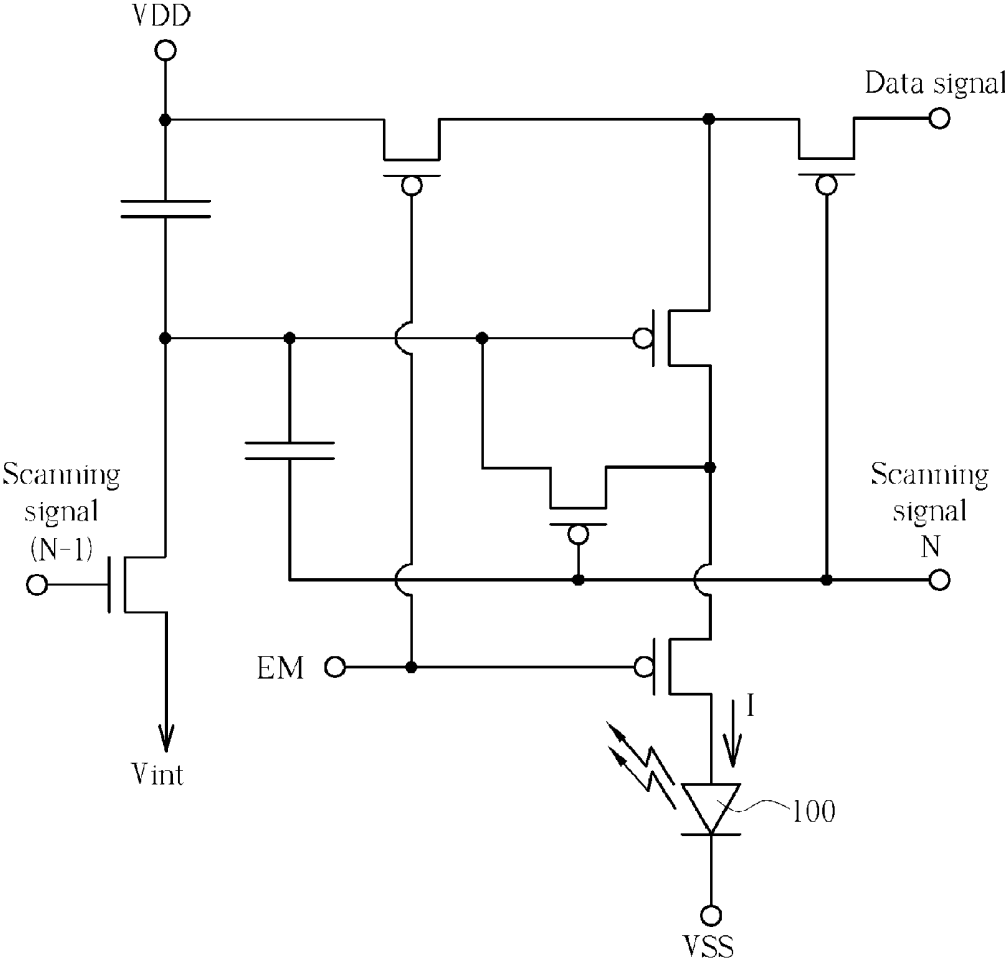 VDD
Data signal
Scanning
signal
(N-1)
Scanning
signal
N
EM
I
Vint
100
VSS